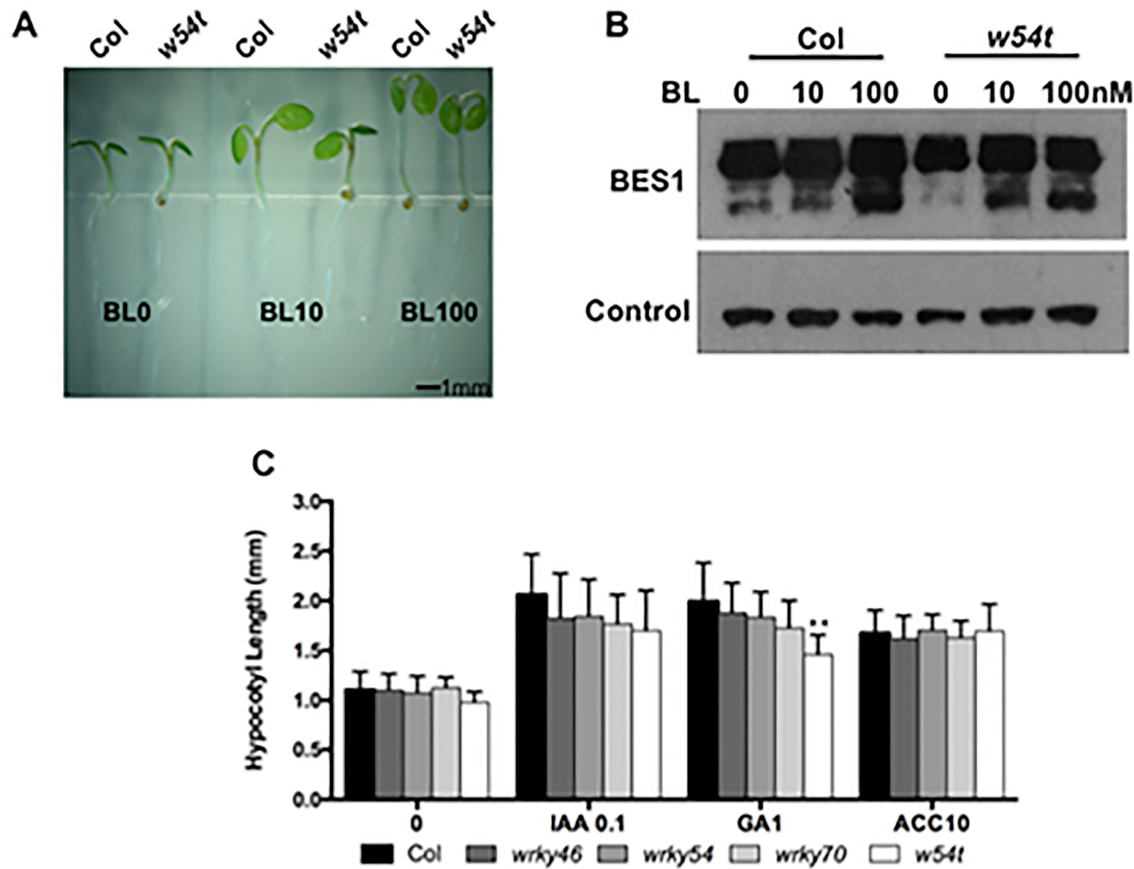 A
Col w54t Col w54t Col w54t
BL0 BL10 BL100
1mm
B
Col w54t
BL 0 10 100 0 10 100nM
BES1
Control
C
Hypocotyl Length (mm)
3.0
2.5
2.0
1.5
1.0
0.5
0.0
**
0 IAA 0.1 GA1 ACC10
Col wrky46 wrky54 wrky70 w54t